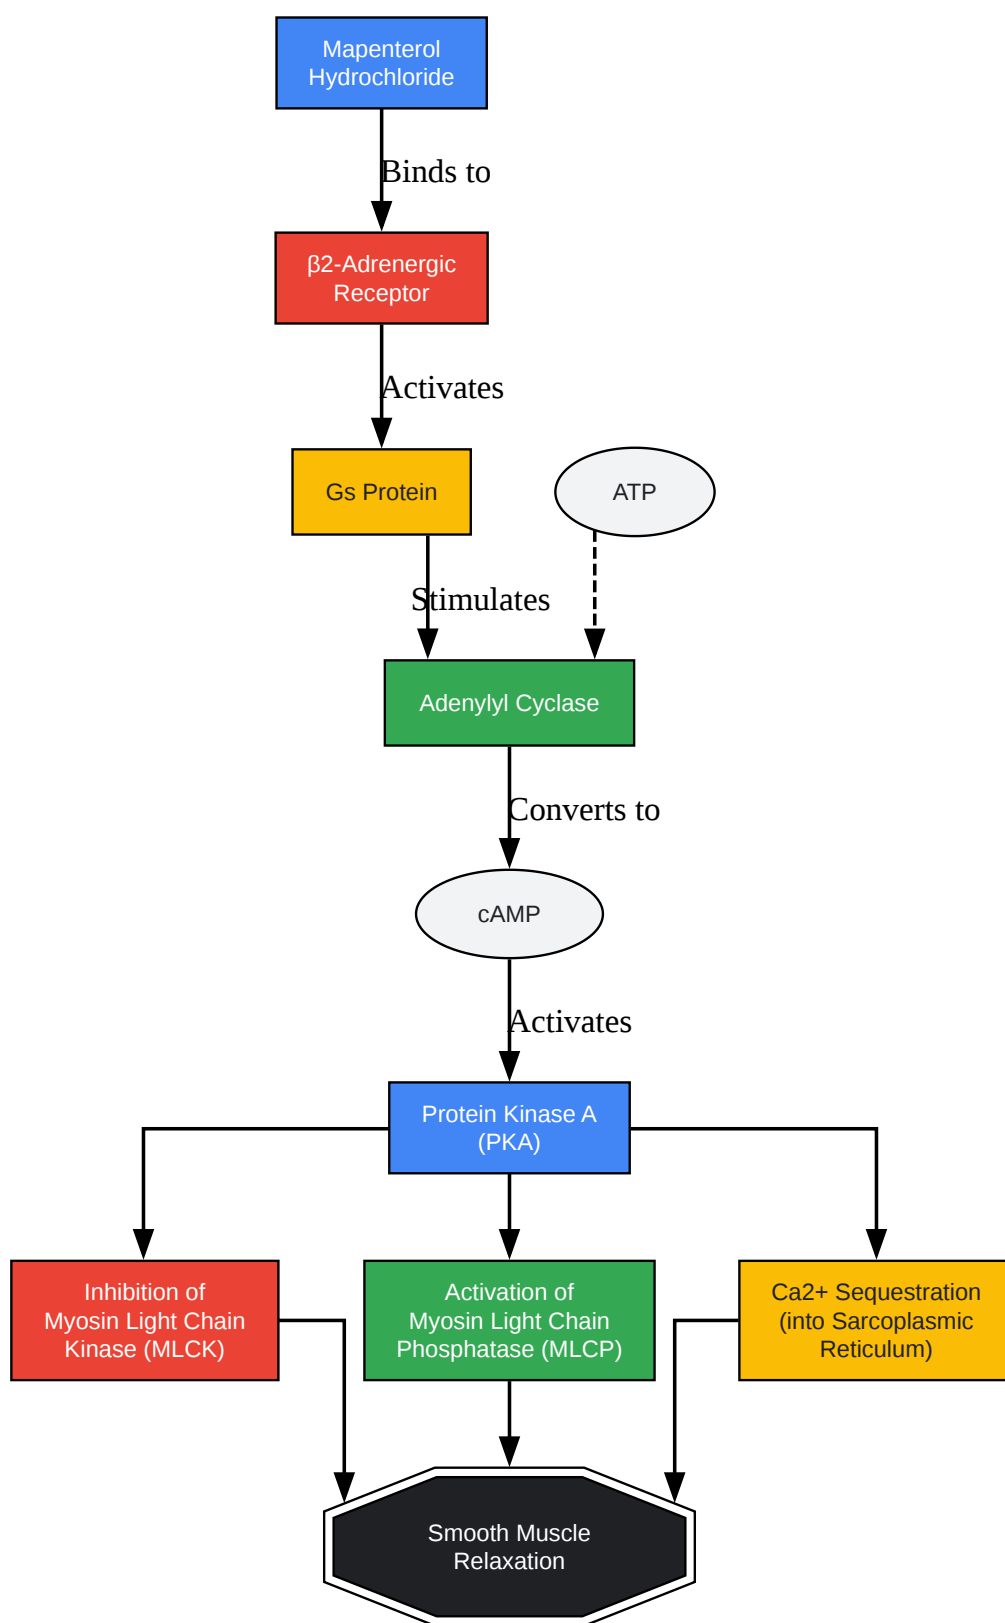 Mapenterol
Hydrochloride
Binds to
β2-Adrenergic
Receptor
Activates
Gs Protein
ATP
Stimulates
Adenylyl Cyclase
Converts to
cAMP
Activates
Protein Kinase A
(PKA)
Inhibition of
Myosin Light Chain
Kinase (MLCK)
Activation of
Myosin Light Chain
Phosphatase (MLCP)
Ca2+ Sequestration
(into Sarcoplasmic
Reticulum)
Smooth Muscle
Relaxation